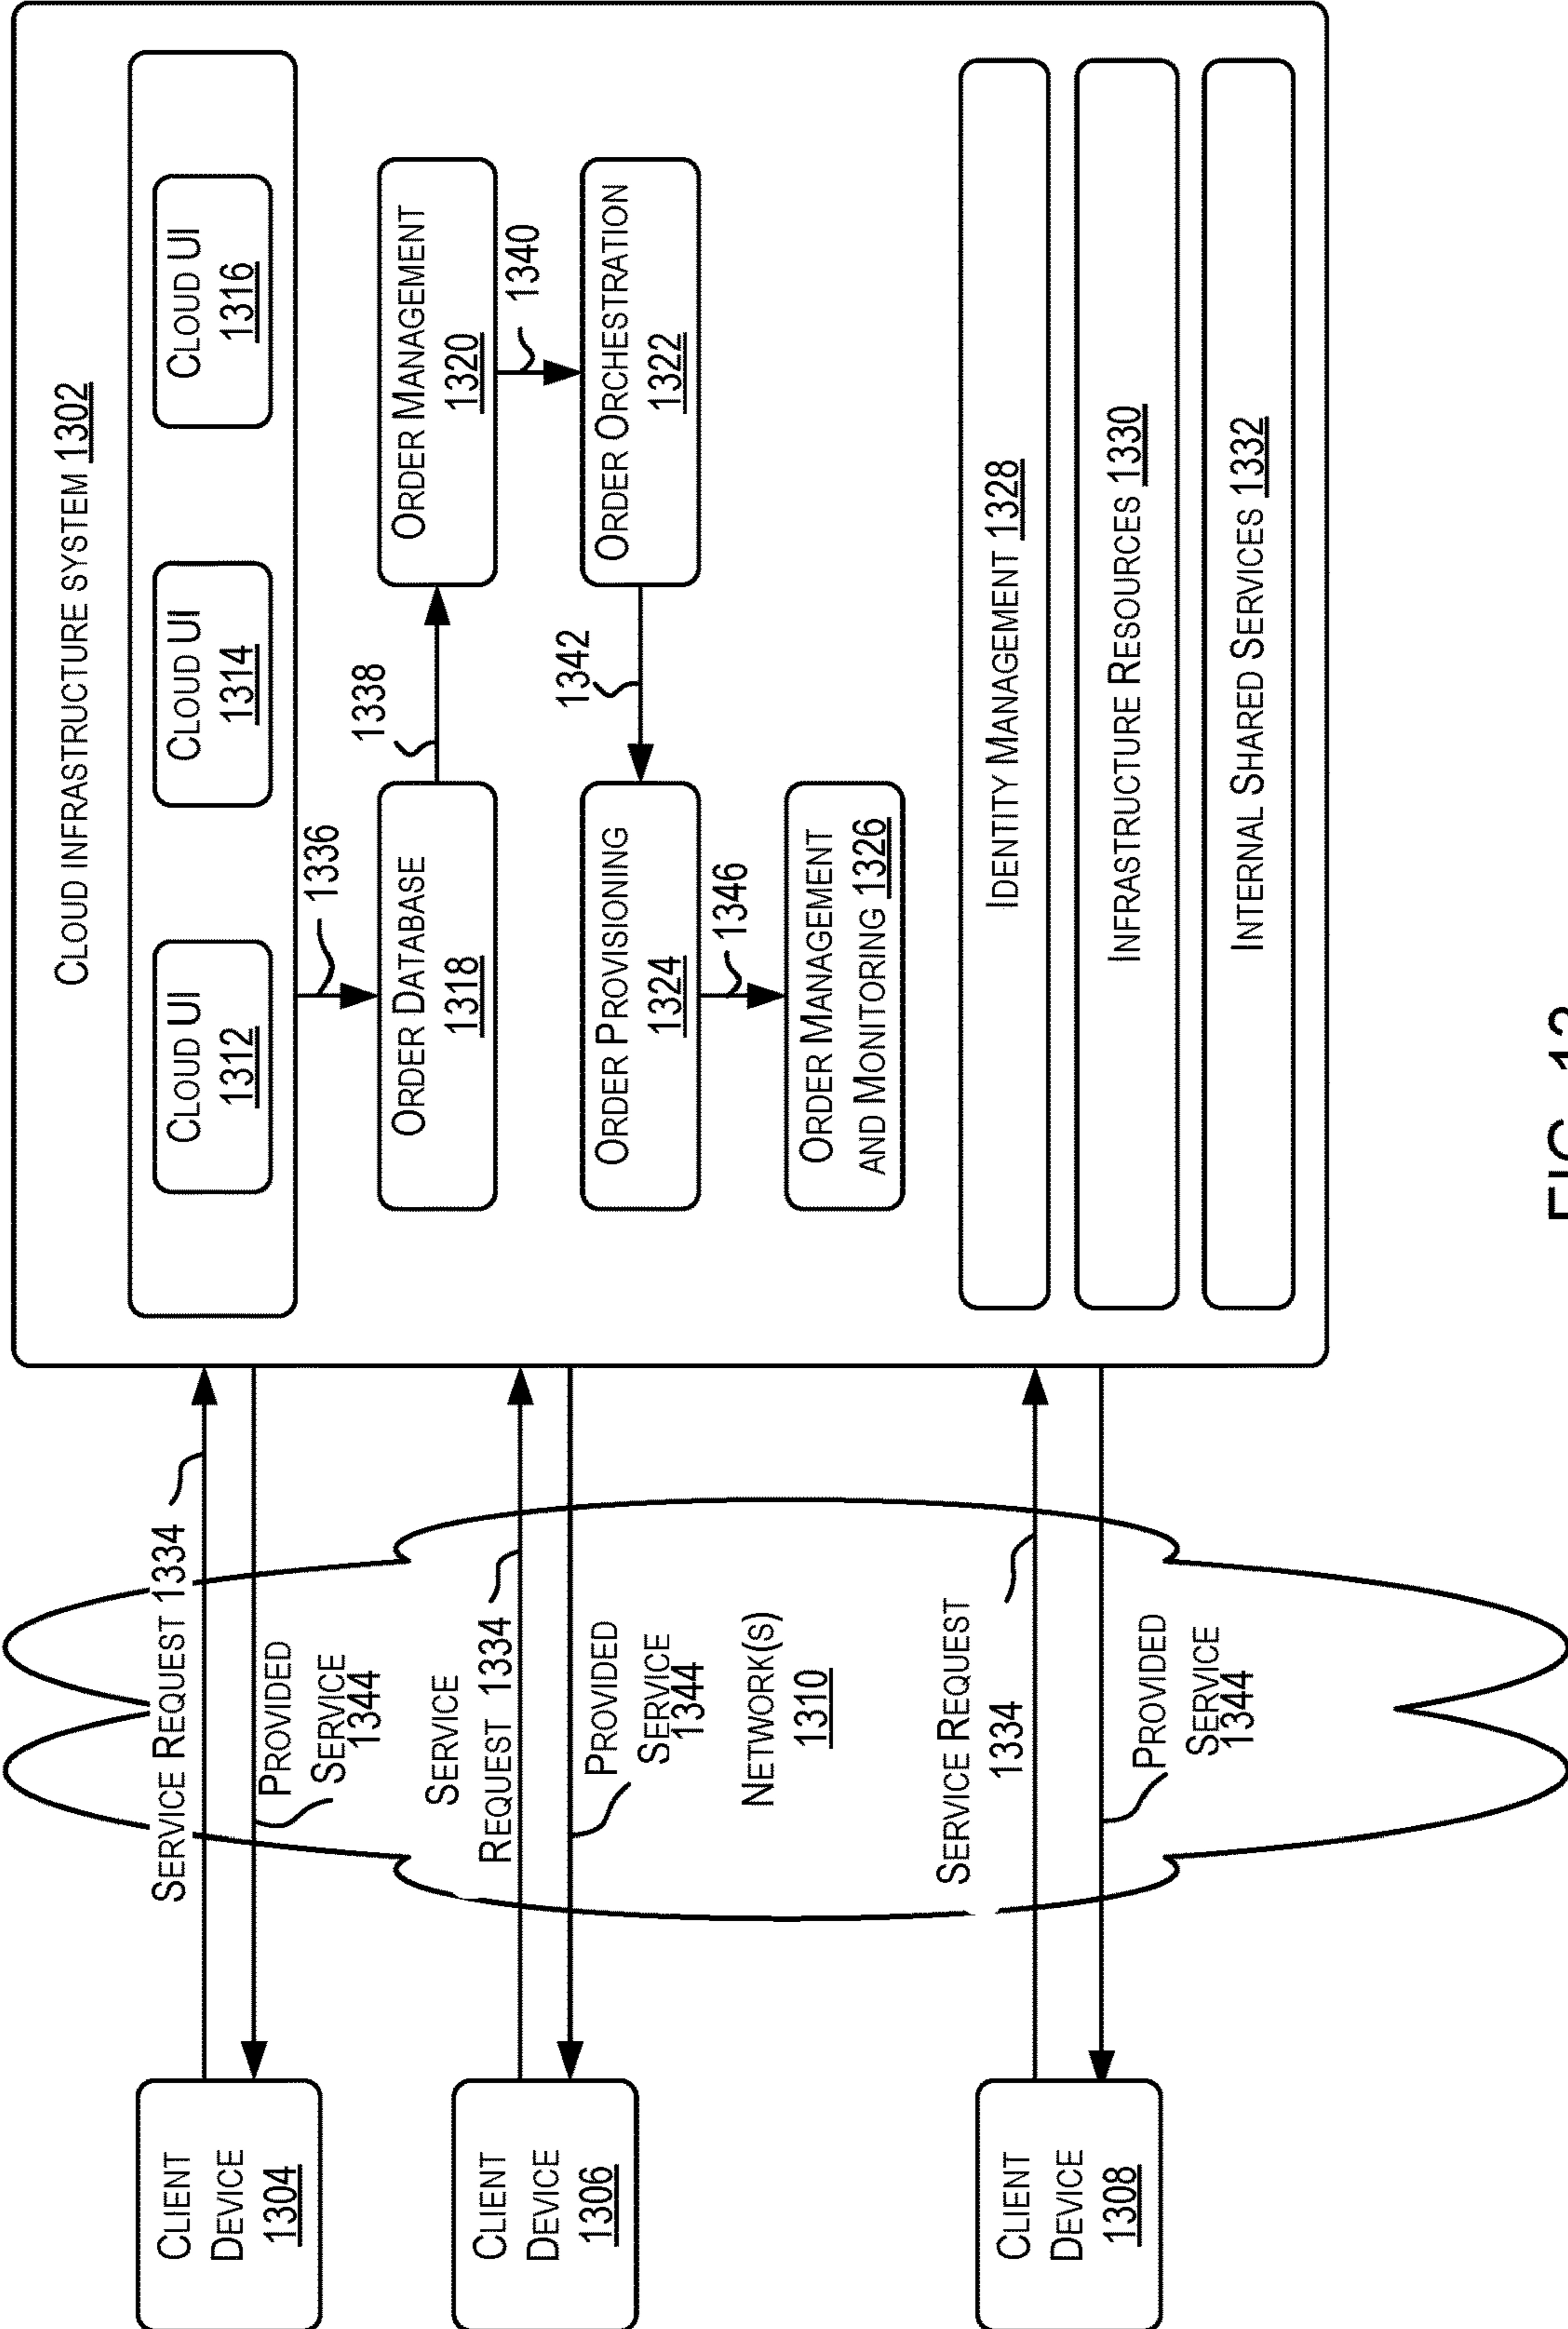 CLOUD INFRASTRUCTURE SYSTEM 1302
CLOUD UI
1312
CLOUD UI
1314
CLOUD UI
1316
1336
1338
ORDER DATABASE
1318
ORDER MANAGEMENT
1320
1340
1342
ORDER PROVISIONING
1324
ORDER ORCHESTRATION
1322
1346
ORDER MANAGEMENT
AND MONITORING 1326
IDENTITY MANAGEMENT 1328
INFRASTRUCTURE RESOURCES 1330
INTERNAL SHARED SERVICES 1332
CLIENT
DEVICE
1304
SERVICE REQUEST 1334
PROVIDED
SERVICE
1344
CLIENT
DEVICE
1306
SERVICE
REQUEST 1334
PROVIDED
SERVICE
1344
NETWORK(S)
1310
CLIENT
DEVICE
1308
SERVICE REQUEST
1334
PROVIDED
SERVICE
1344
FIG. 13